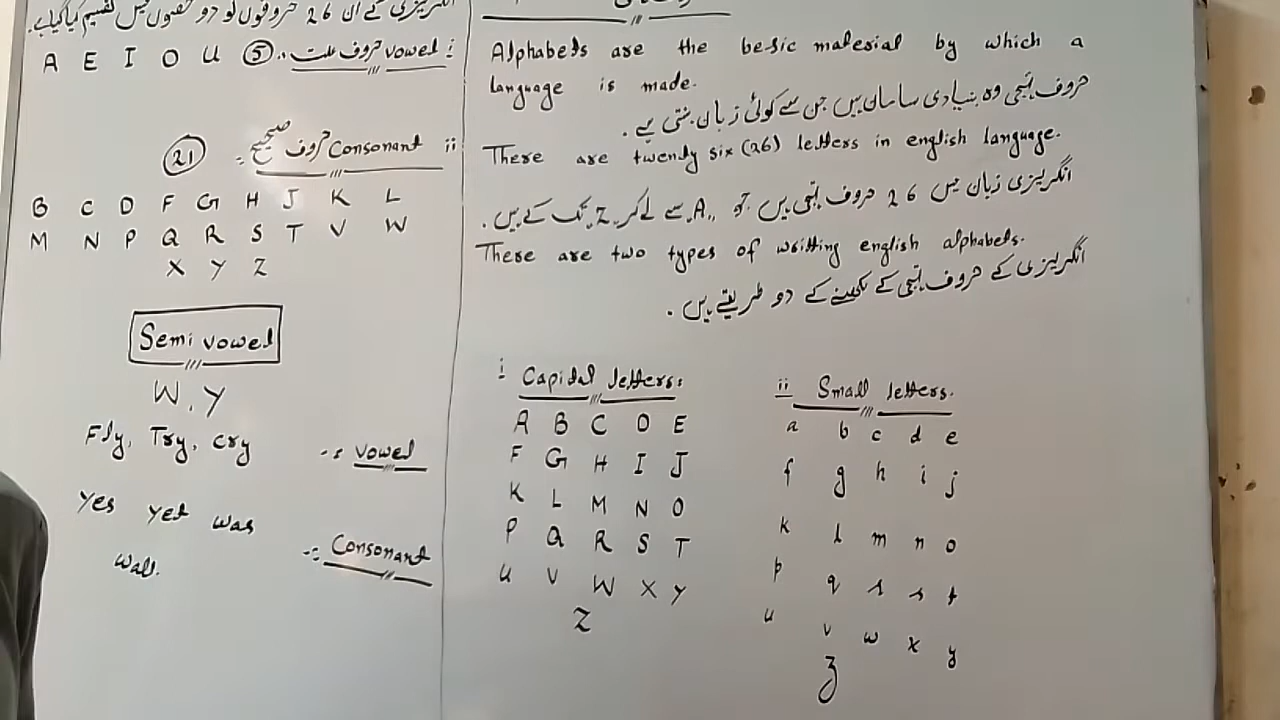 انگریزی کے ان 26 حروفوں کو دو حصوں میں تقسیم کیا گیا ہے۔
i vowel حروف علت :. (5) A E I O U
ii Consonant حروف صحیح :. (21)
B C D F G H J K L
M N P Q R S T V W
X Y Z
Semi vowel
W, Y
Fly, Try, Cry -: vowel
Yes Yet was -:: Consonant
wall.
Alphabets are the besic material by which a
language is made.
حروف تہجی وہ بنیادی سامان ہیں جن سے کوئی زبان بنتی ہے.
There are twendy six (26) letters in english language.
انگریزی زبان میں 26 حروف تہجی ہیں جو "A" سے لے کر Z تک کے ہیں.
There are two types of writting english alphabets.
انگریزی کے حروف تہجی کے لکھنے کے دو طریقے ہیں.
i Capital letters:
A B C D E
F G H I J
K L M N O
P Q R S T
U V W X Y
Z
ii Small letters.
a b c d e
f g h i j
k l m n o
p q r s t
u v w x y
z